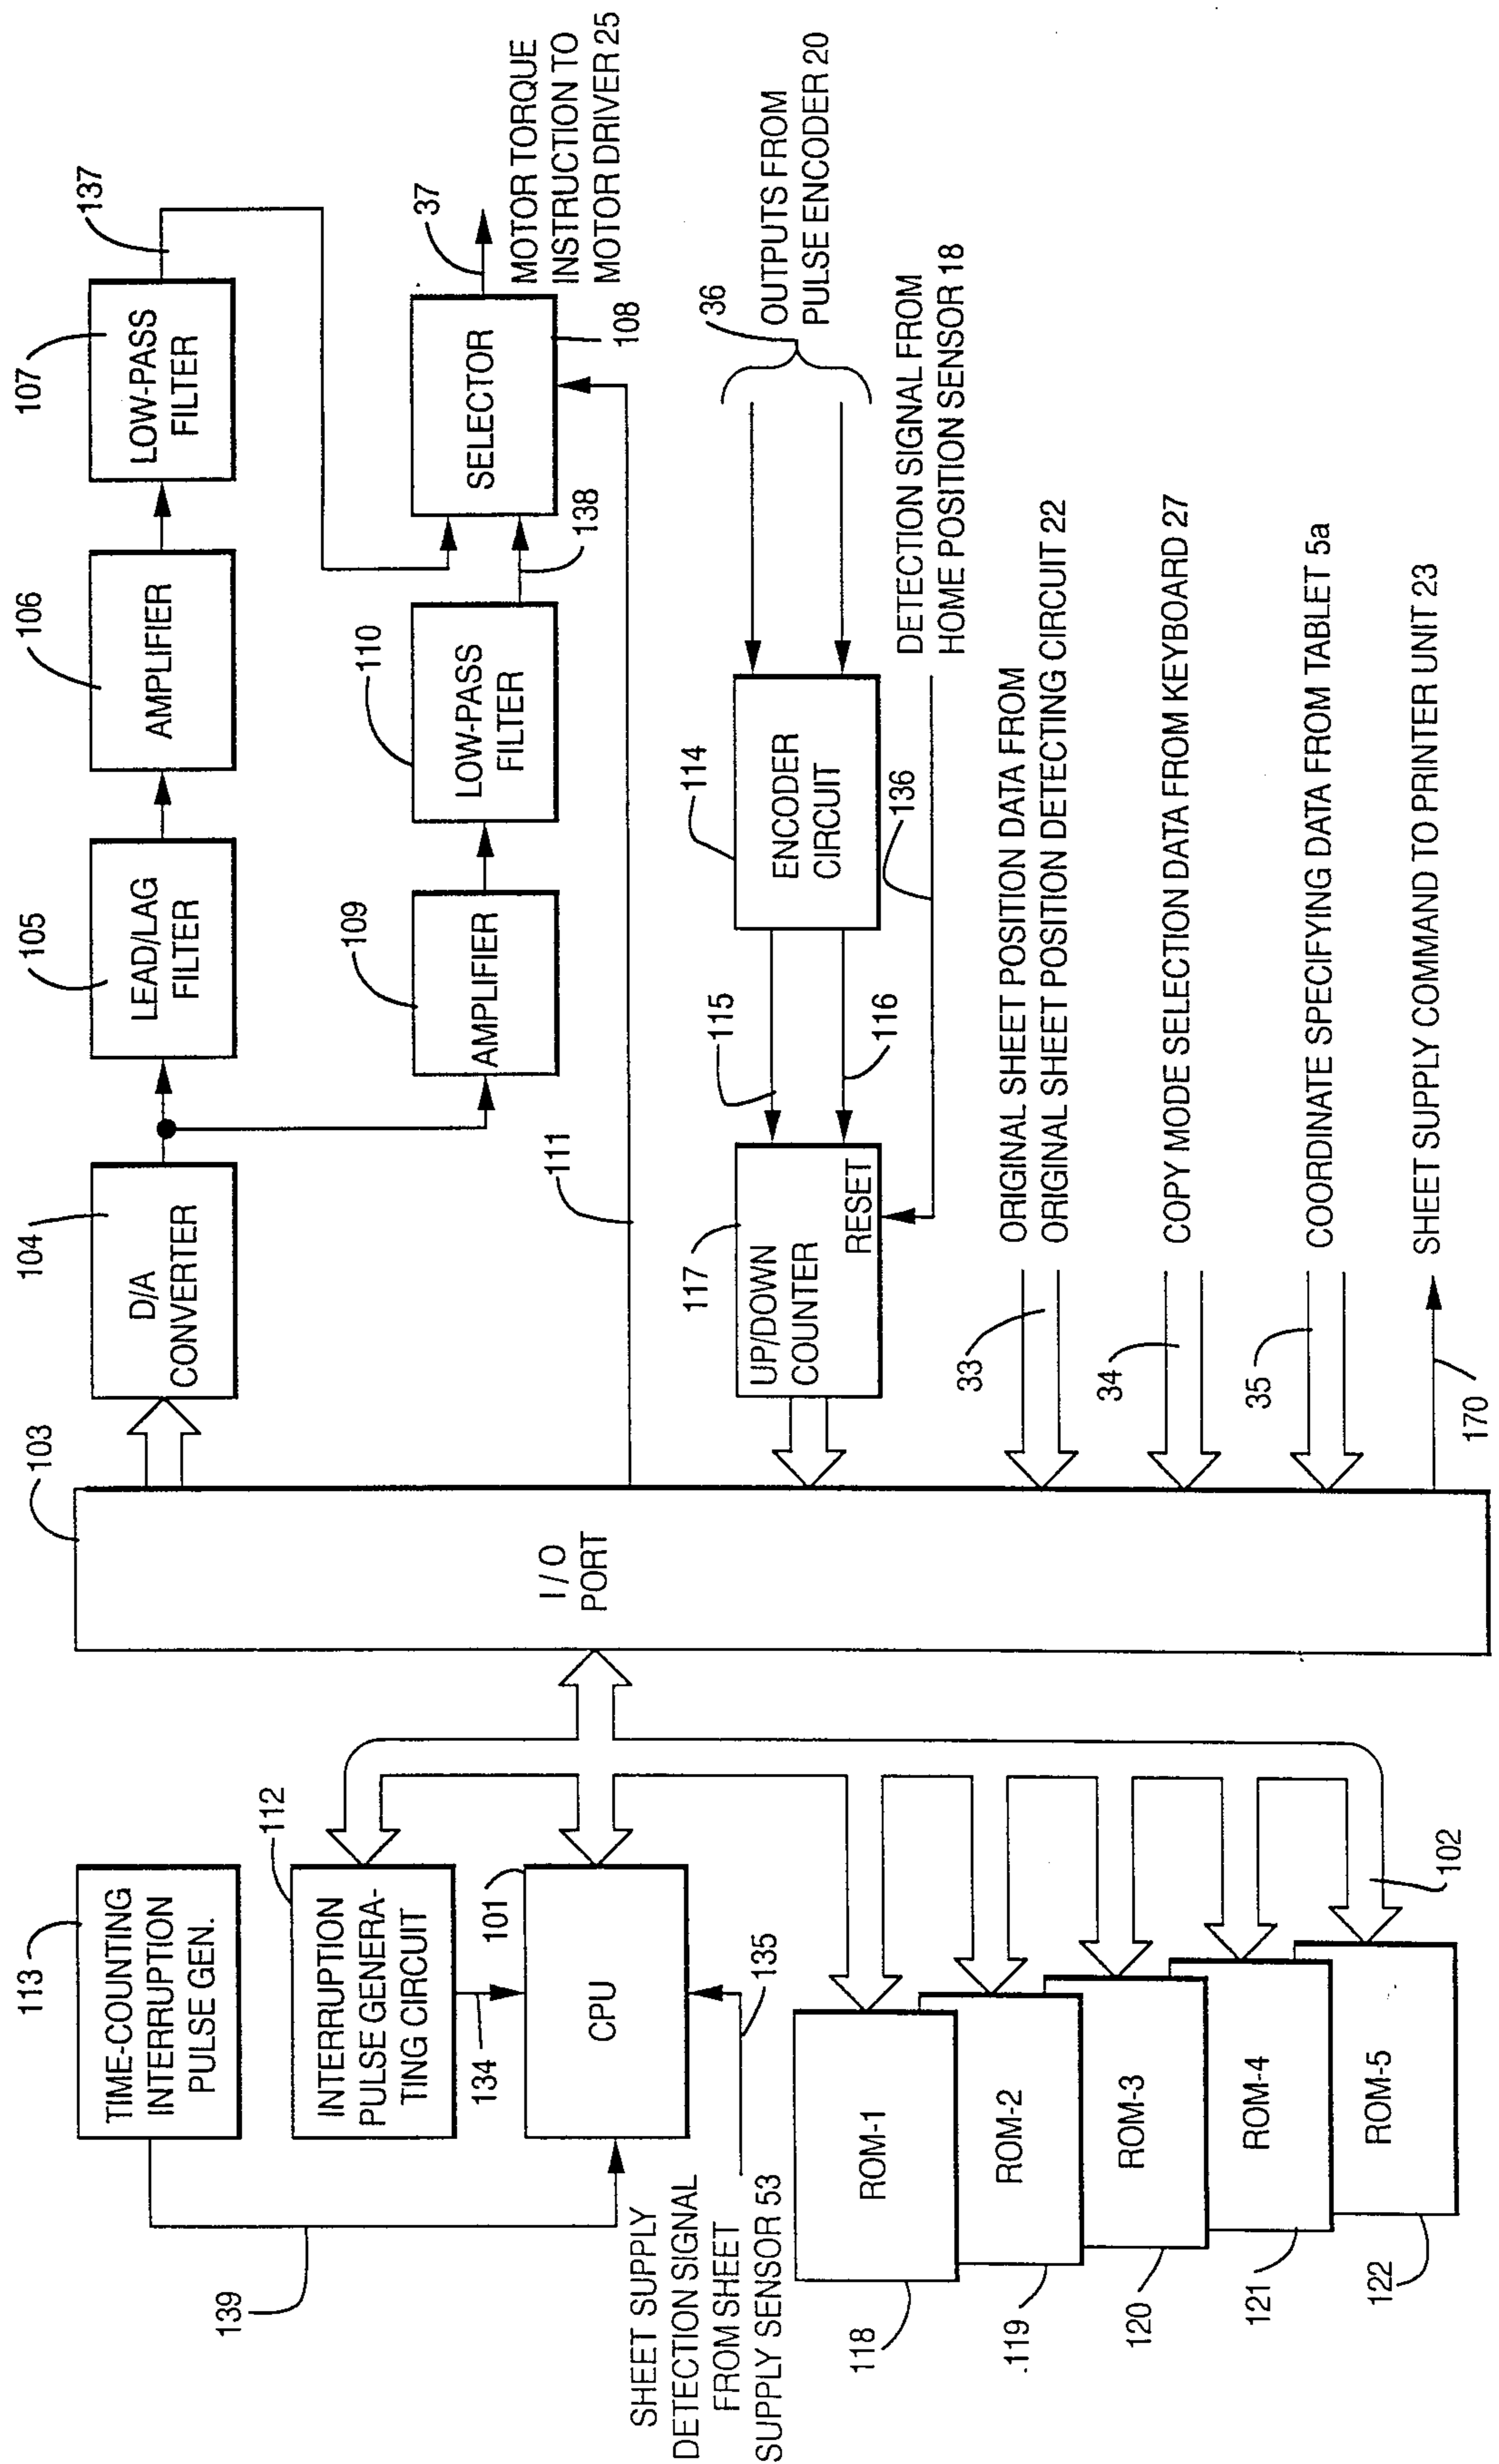 113
TIME-COUNTING
INTERRUPTION
PULSE GEN.
139
112
INTERRUPTION
PULSE GENERA-
TING CIRCUIT
134
101
CPU
135
SHEET SUPPLY
DETECTION SIGNAL
FROM SHEET
SUPPLY SENSOR 53
ROM-1
118
ROM-2
119
ROM-3
120
ROM-4
121
ROM-5
122
102
103
I/O
PORT
104
D/A
CONVERTER
105
LEAD/LAG
FILTER
106
AMPLIFIER
107
LOW-PASS
FILTER
137
109
AMPLIFIER
110
LOW-PASS
FILTER
138
SELECTOR
108
37
MOTOR TORQUE
INSTRUCTION TO
MOTOR DRIVER 25
111
117
UP/DOWN
COUNTER
RESET
115
116
114
ENCODER
CIRCUIT
136
36
OUTPUTS FROM
PULSE ENCODER 20
DETECTION SIGNAL FROM
HOME POSITION SENSOR 18
33
ORIGINAL SHEET POSITION DATA FROM
ORIGINAL SHEET POSITION DETECTING CIRCUIT 22
34
COPY MODE SELECTION DATA FROM KEYBOARD 27
35
COORDINATE SPECIFYING DATA FROM TABLET 5a
170
SHEET SUPPLY COMMAND TO PRINTER UNIT 23